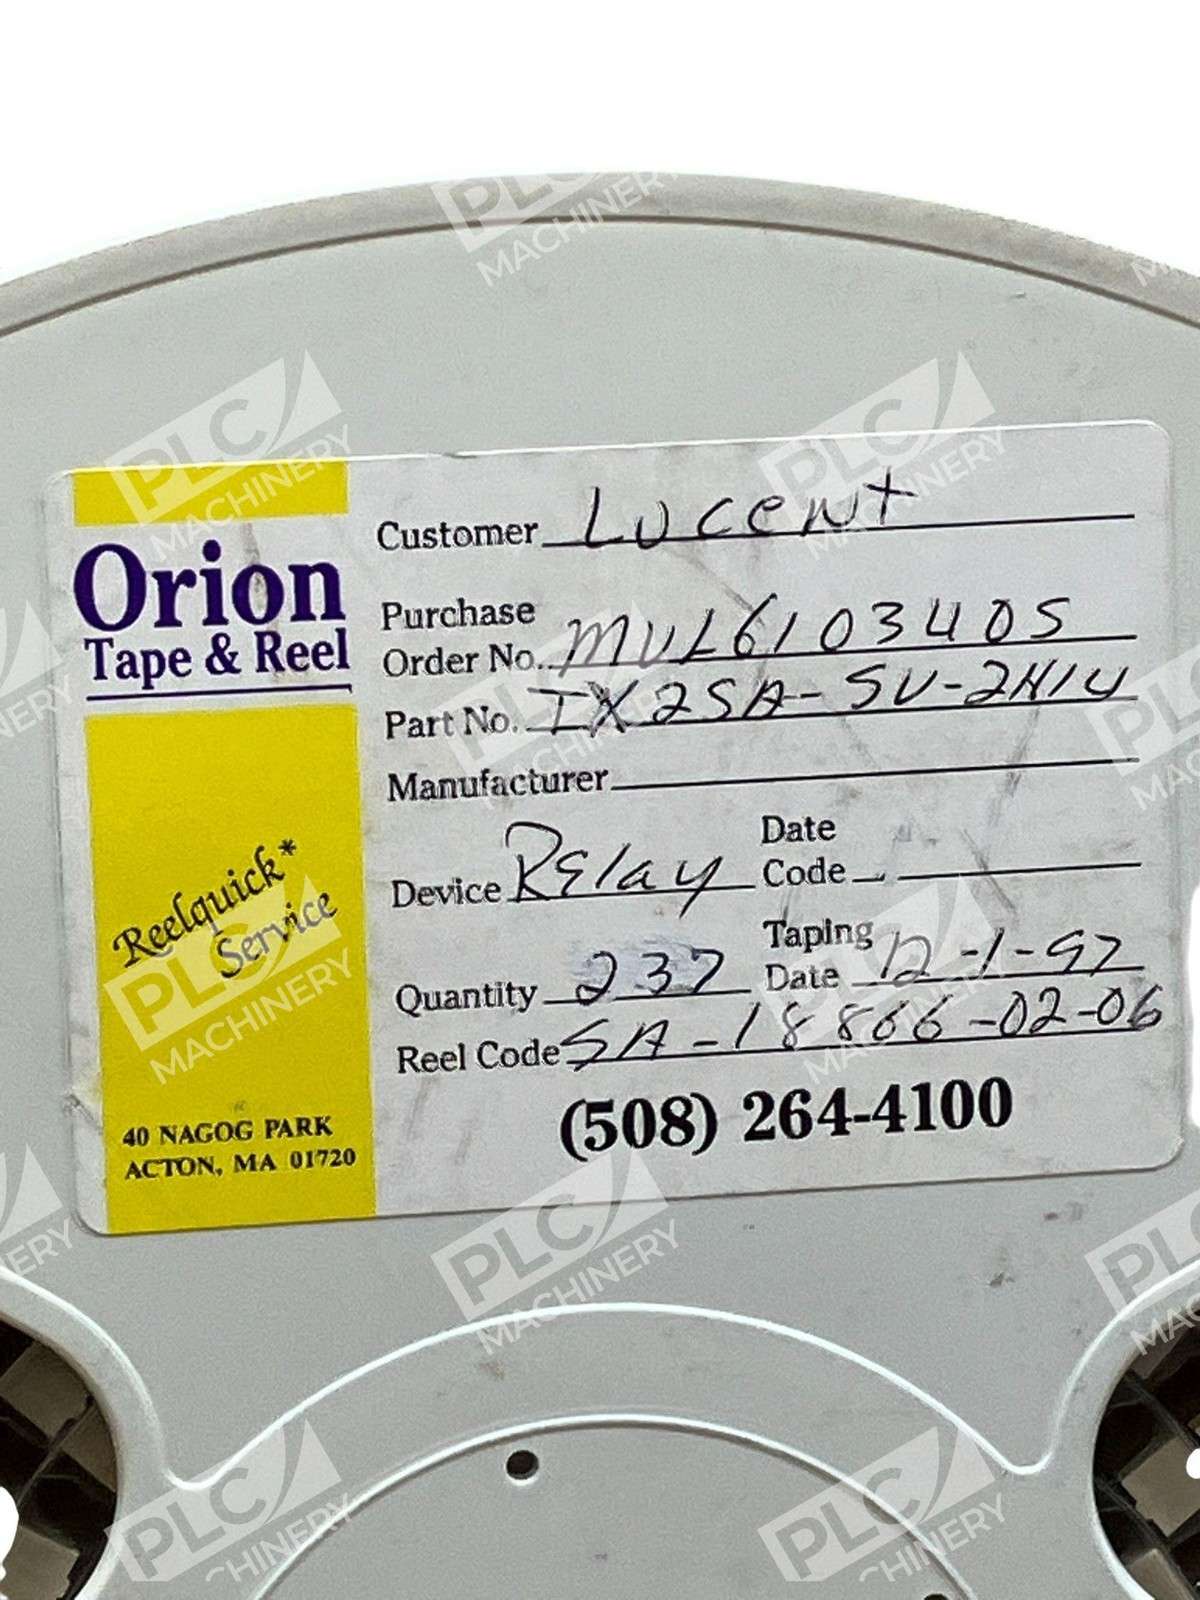 Orion
Tape & Reel
Reelquick*
Service
40 NAGOG PARK
ACTON, MA 01720
Customer Lucent
Purchase
Order No. MUL6103405
Part No. IX2SA-5V-2H14
Manufacturer
Device Relay
Date
Code
Quantity 237
Taping
Date 12-1-97
Reel Code SA-18866-02-06
(508) 264-4100
PLC
MACHINERY